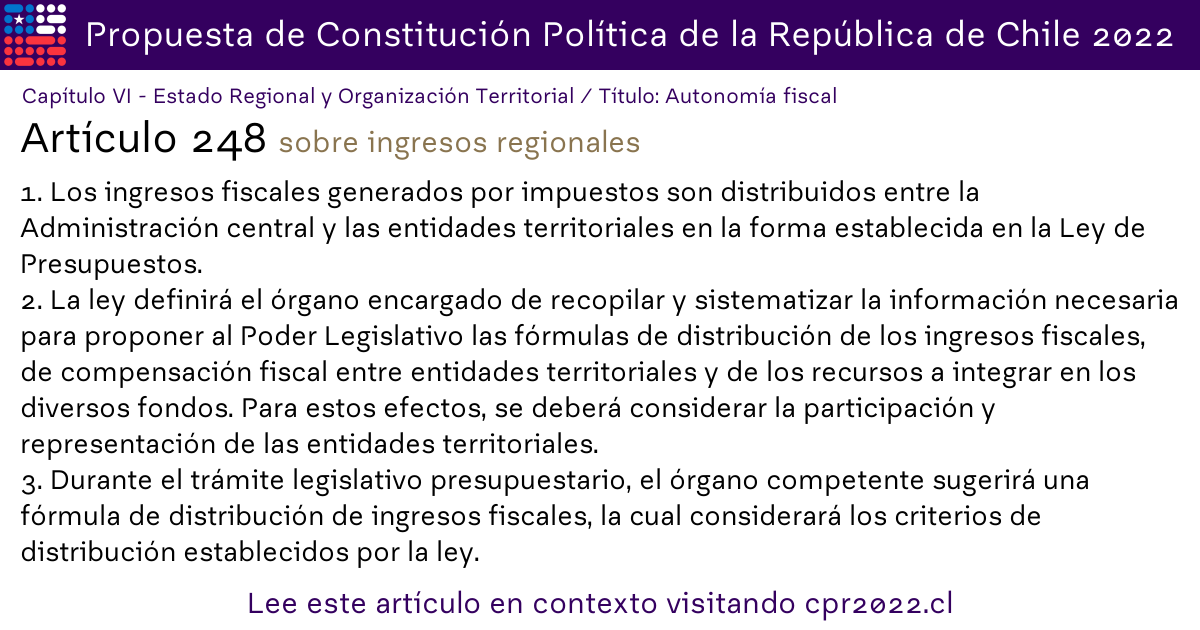 Propuesta de Constitución Política de la República de Chile 2022
Capítulo VI - Estado Regional y Organización Territorial / Título: Autonomía fiscal
Artículo 248 sobre ingresos regionales
1. Los ingresos fiscales generados por impuestos son distribuidos entre la
Administración central y las entidades territoriales en la forma establecida en la Ley de
Presupuestos.
2. La ley definirá el órgano encargado de recopilar y sistematizar la información necesaria
para proponer al Poder Legislativo las fórmulas de distribución de los ingresos fiscales,
de compensación fiscal entre entidades territoriales y de los recursos a integrar en los
diversos fondos. Para estos efectos, se deberá considerar la participación y
representación de las entidades territoriales.
3. Durante el trámite legislativo presupuestario, el órgano competente sugerirá una
fórmula de distribución de ingresos fiscales, la cual considerará los criterios de
distribución establecidos por la ley.
Lee este artículo en contexto visitando cpr2022.cl